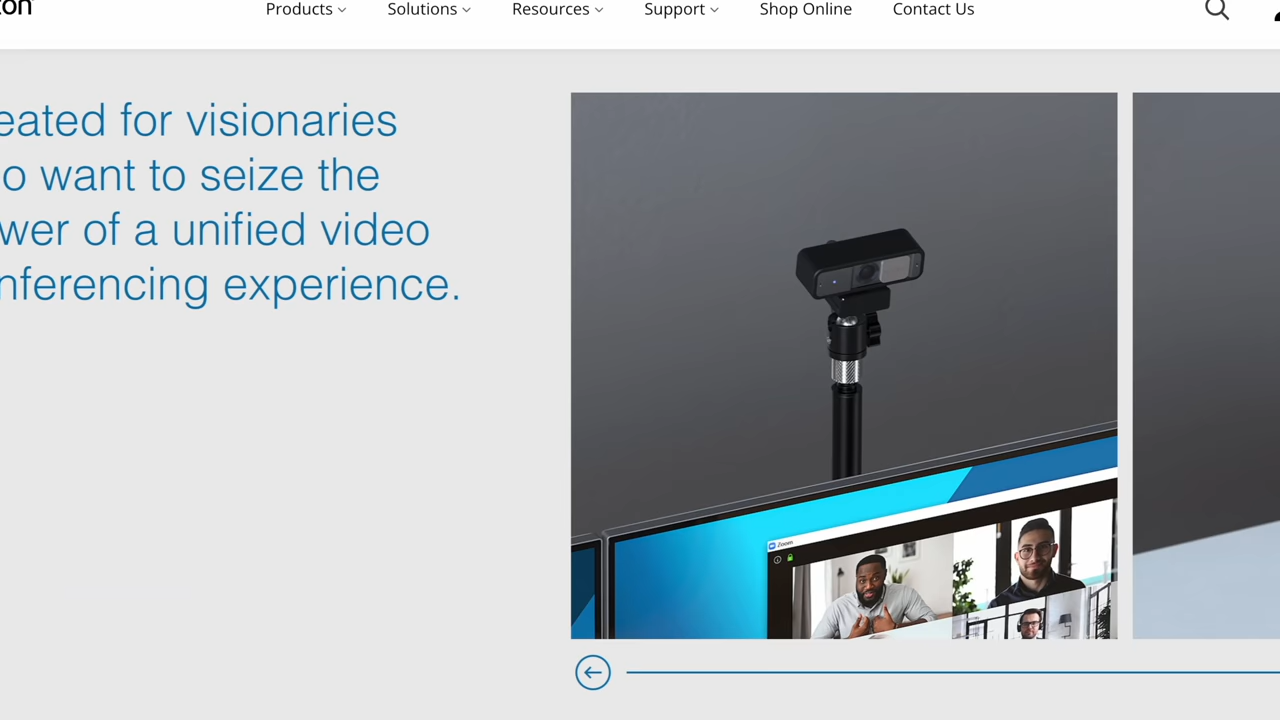 Products
Solutions
Resources
Support
Shop Online
Contact Us
eated for visionaries
o want to seize the
wer of a unified video
nferencing experience.
Zoom